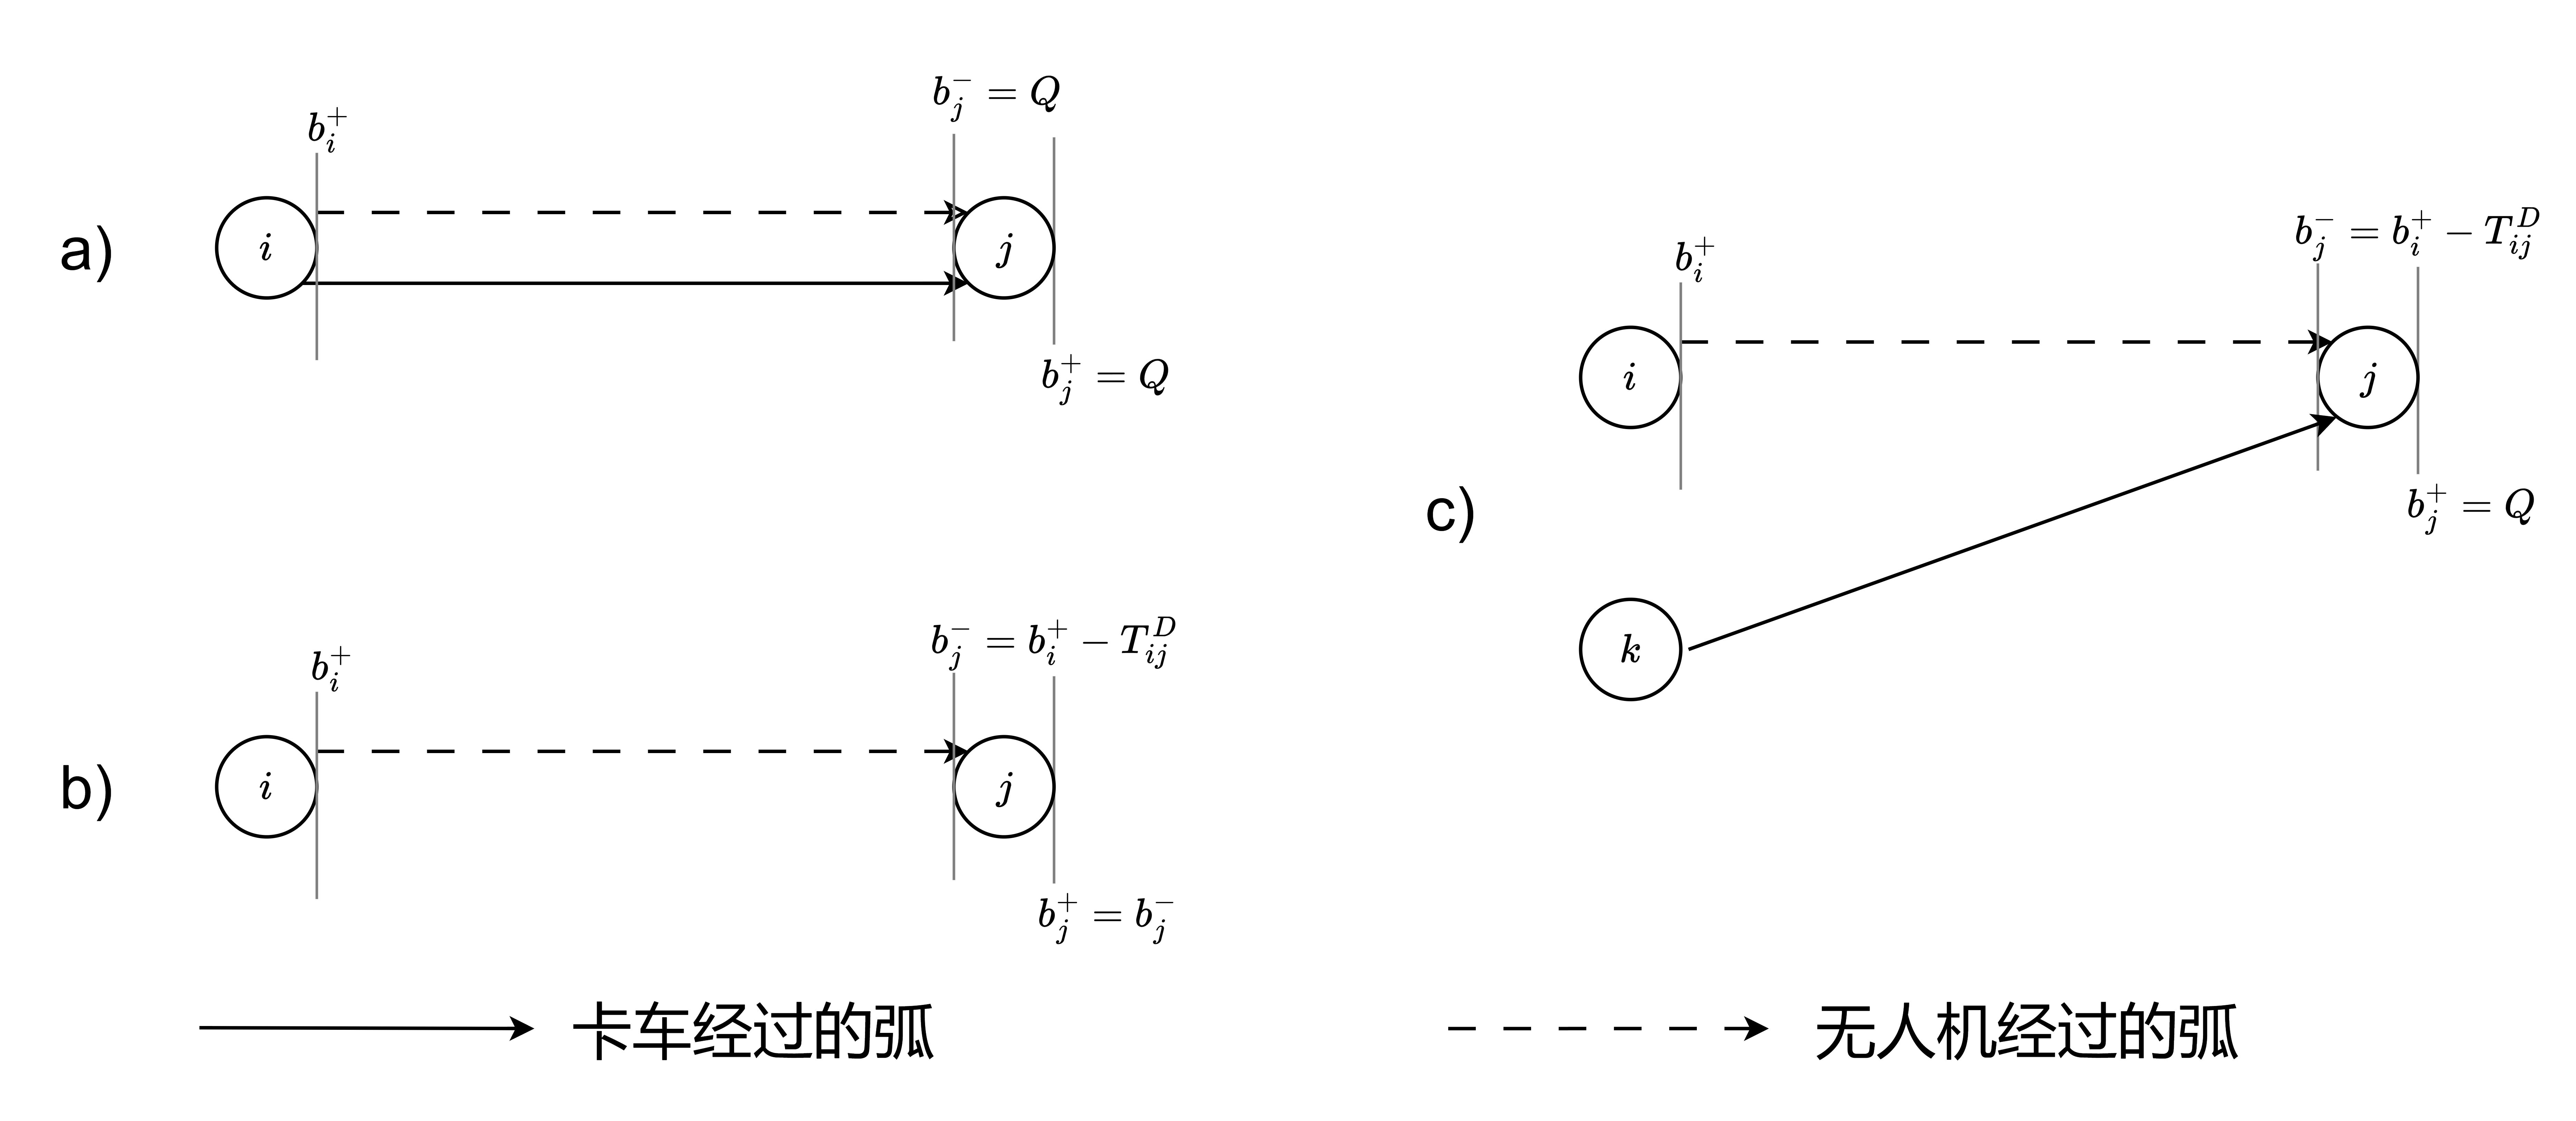 a)
$b_i^+$
$b_j^- = Q$
i
j
$b_j^+ = Q$
b)
$b_i^+$
$b_j^- = b_i^+ - T_{ij}^D$
i
j
$b_j^+ = b_j^-$
c)
$b_i^+$
$b_j^- = b_i^+ - T_{ij}^D$
i
j
$b_j^+ = Q$
k
卡车经过的弧
无人机经过的弧